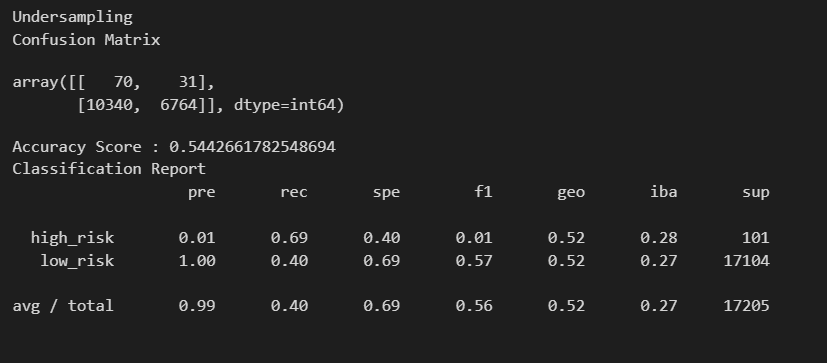 Undersampling
Confusion Matrix
array([[   70,    31],
       [10340,  6764]], dtype=int64)
Accuracy Score : 0.5442661782548694
Classification Report
                   pre       rec       spe        f1       geo       iba       sup
  high_risk       0.01      0.69      0.40      0.01      0.52      0.28       101
   low_risk       1.00      0.40      0.69      0.57      0.52      0.27     17104
avg / total       0.99      0.40      0.69      0.56      0.52      0.27     17205